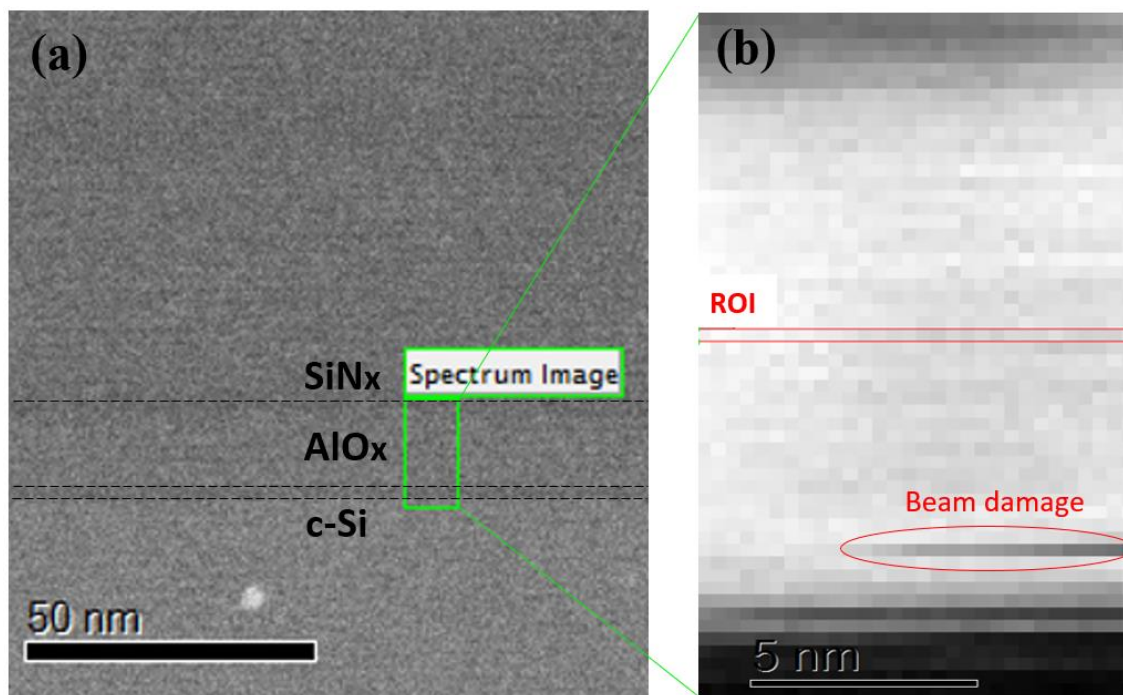 (a)
SiNx
Spectrum Image
AlOx
c-Si
50 nm
(b)
ROI
Beam damage
5 nm